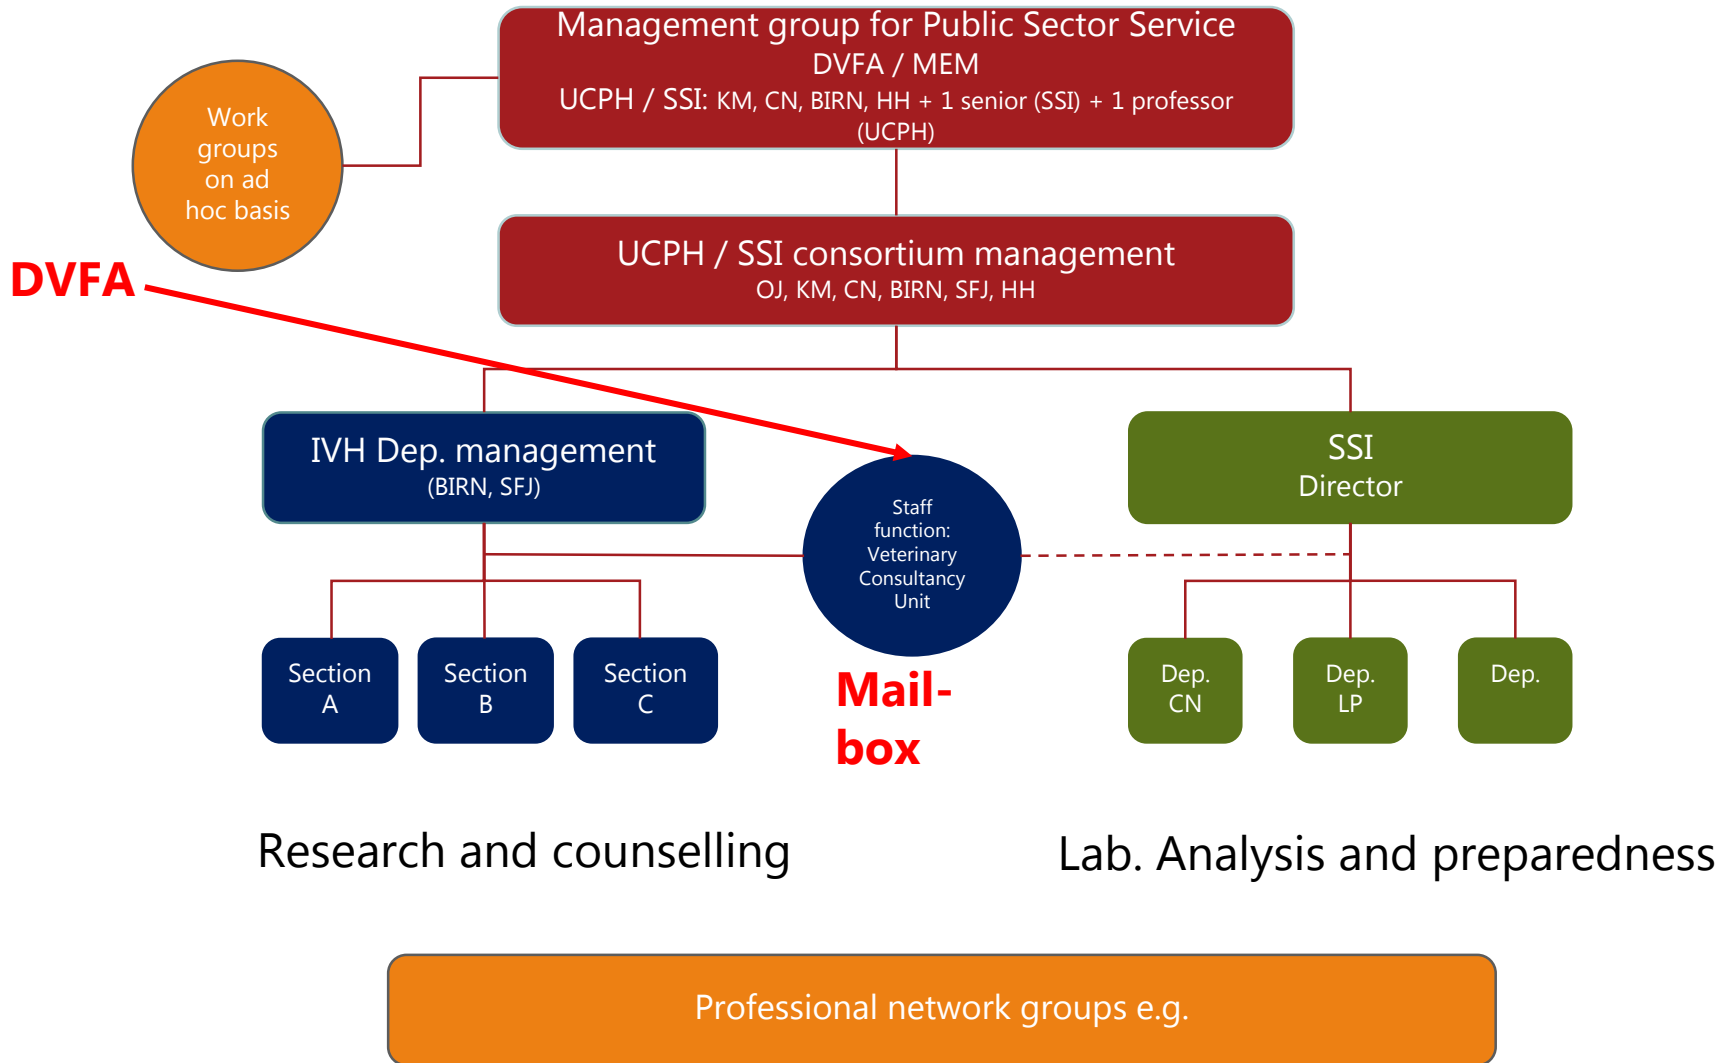 Management group for Public Sector Service
DVFA / MEM
UCPH / SSI: KM, CN, BIRN, HH + 1 senior (SSI) + 1 professor
(UCPH)
Work
groups
on ad
hoc basis
UCPH / SSI consortium management
OJ, KM, CN, BIRN, SFJ, HH
DVFA
IVH Dep. management
(BIRN, SFJ)
SSI
Director
Staff
function:
Veterinary
Consultancy
Unit
Section
A
Section
B
Section
C
Mail-
box
Dep.
CN
Dep.
LP
Dep.
Research and counselling
Lab. Analysis and preparedness
Professional network groups e.g.